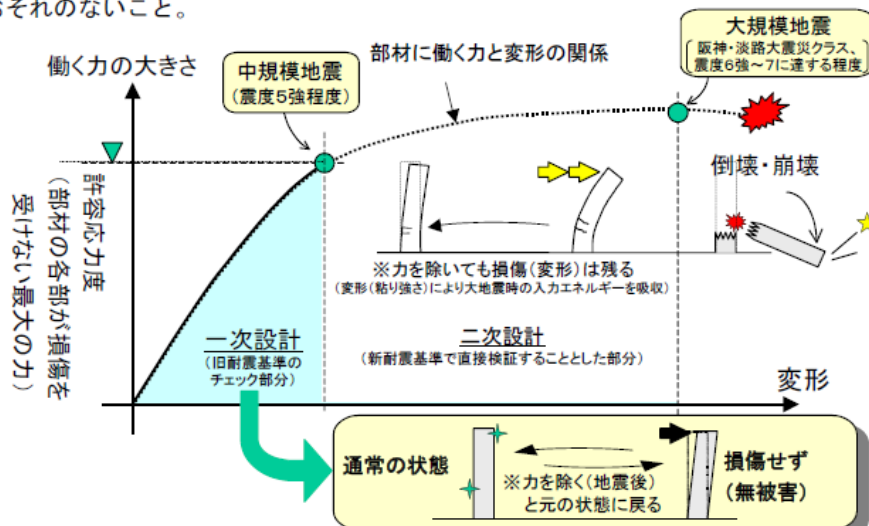 おそれのないこと。
働く力の大きさ
中規模地震
(震度5強程度)
部材に働く力と変形の関係
大規模地震
阪神・淡路大震災クラス、
震度6強～7に達する程度
許容応力度
(部材の各部が損傷を
受けない最大の力)
倒壊・崩壊
※力を除いても損傷(変形)は残る
(変形(粘り強さ)により大地震時の入力エネルギーを吸収)
一次設計
(旧耐震基準の
チェック部分)
二次設計
(新耐震基準で直接検証することとした部分)
変形
通常の状態
※力を除く(地震後)
と元の状態に戻る
損傷せず
(無被害)